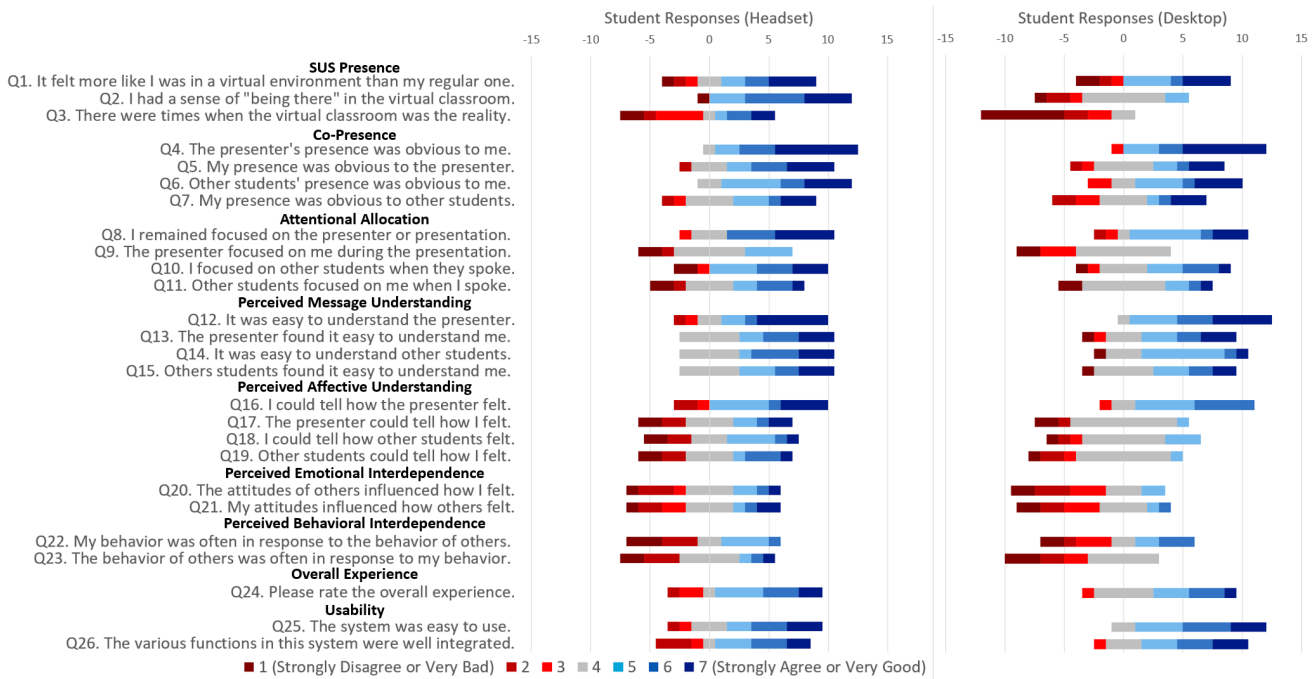 Student Responses (Headset) Student Responses (Desktop)
-15 -10 -5 0 5 10 15 -15 -10 -5 0 5 10 15
SUS Presence
Q1. It felt more like I was in a virtual environment than my regular one.
Q2. I had a sense of "being there" in the virtual classroom.
Q3. There were times when the virtual classroom was the reality.
Co-Presence
Q4. The presenter's presence was obvious to me.
Q5. My presence was obvious to the presenter.
Q6. Other students' presence was obvious to me.
Q7. My presence was obvious to other students.
Attentional Allocation
Q8. I remained focused on the presenter or presentation.
Q9. The presenter focused on me during the presentation.
Q10. I focused on other students when they spoke.
Q11. Other students focused on me when I spoke.
Perceived Message Understanding
Q12. It was easy to understand the presenter.
Q13. The presenter found it easy to understand me.
Q14. It was easy to understand other students.
Q15. Others students found it easy to understand me.
Perceived Affective Understanding
Q16. I could tell how the presenter felt.
Q17. The presenter could tell how I felt.
Q18. I could tell how other students felt.
Q19. Other students could tell how I felt.
Perceived Emotional Interdependence
Q20. The attitudes of others influenced how I felt.
Q21. My attitudes influenced how others felt.
Perceived Behavioral Interdependence
Q22. My behavior was often in response to the behavior of others.
Q23. The behavior of others was often in response to my behavior.
Overall Experience
Q24. Please rate the overall experience.
Usability
Q25. The system was easy to use.
Q26. The various functions in this system were well integrated.
1 (Strongly Disagree or Very Bad) 2 3 4 5 6 7 (Strongly Agree or Very Good)